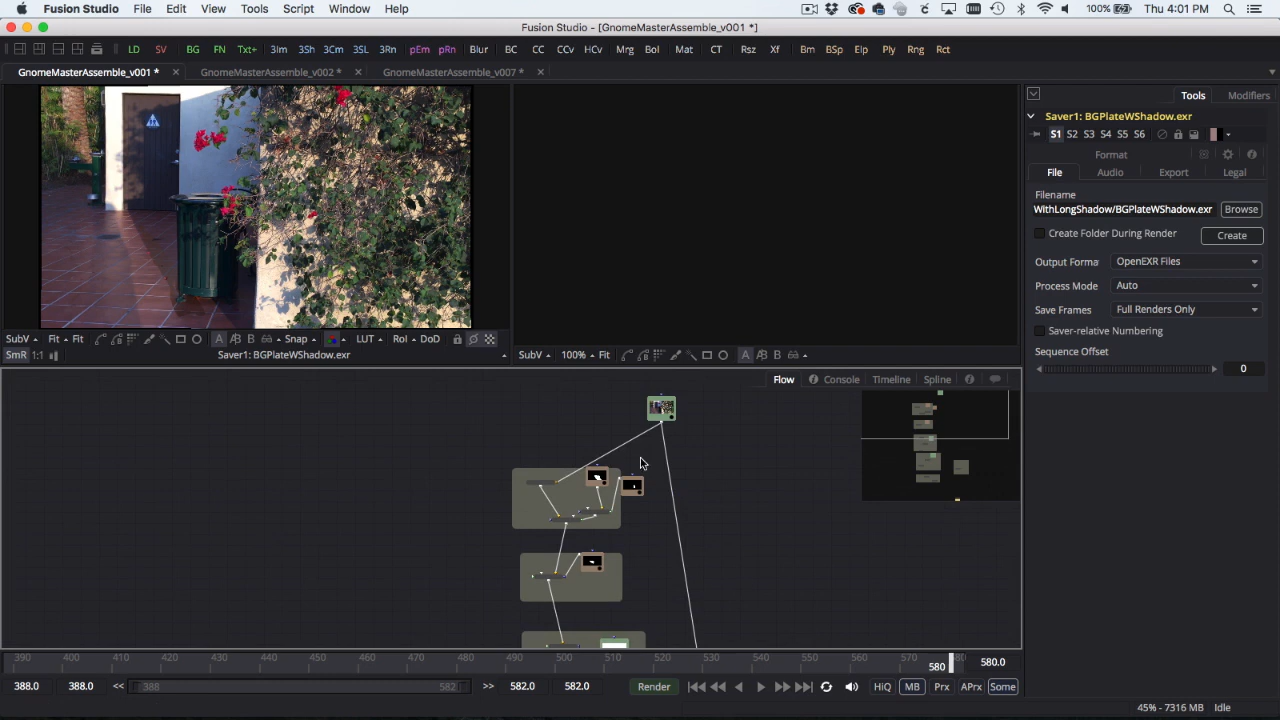 Fusion Studio File Edit View Tools Script Window Help 100% Thu 4:01 PM
Fusion Studio - [GnomeMasterAssemble_v001 *]
LD SV BG FN Txt+ 3Im 3Sh 3Cm 3SL 3Rn pEm pRn Blur BC CC CCv HCv Mrg Bol Mat CT Rsz Xf Bm BSp Elp Ply Rng Rct
GnomeMasterAssemble_v001 * GnomeMasterAssemble_v002 * GnomeMasterAssemble_v007 *
Tools Modifiers
Saver1: BGPlateWShadow.exr
S1 S2 S3 S4 S5 S6
Format
File Audio Export Legal
Filename
WithLongShadow/BGPlateWShadow.exr Browse
Create Folder During Render Create
Output Forma OpenEXR Files
Process Mode Auto
Save Frames Full Renders Only
Saver-relative Numbering
Sequence Offset
0
SubV Fit Fit A B Snap LUT RoI DoD
SmR 1:1 Saver1: BGPlateWShadow.exr
SubV 100% Fit A B
Flow Console Timeline Spline
390 400 410 420 430 440 450 460 470 480 490 500 510 520 530 540 550 560 570 580 580.0
388.0 388.0 << 388 582 >> 582.0 582.0 Render HiQ MB Prx APrx Some
45% - 7316 MB Idle